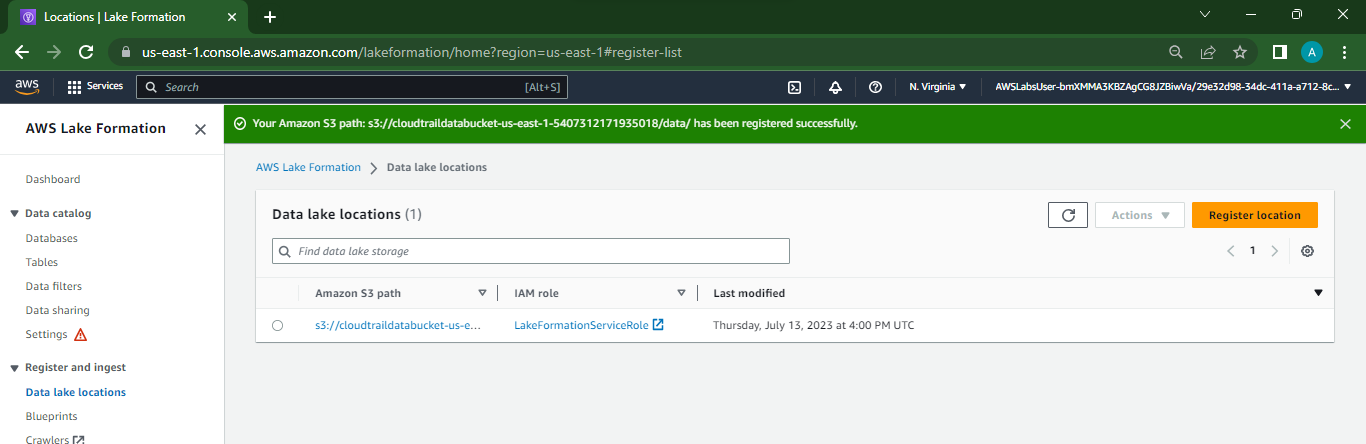 Locations | Lake Formation
us-east-1.console.aws.amazon.com/lakeformation/home?region=us-east-1#register-list
A
aws
Services
Search
[Alt+S]
N. Virginia
AWSLabsUser-bmXMMA3KBZAgCG8JZBiwVa/29e32d98-34dc-411a-a712-8c...
AWS Lake Formation
Your Amazon S3 path: s3://cloudtraildatabucket-us-east-1-5407312171935018/data/ has been registered successfully.
Dashboard
Data catalog
Databases
Tables
Data filters
Data sharing
Settings
Register and ingest
Data lake locations
Blueprints
Crawlers
AWS Lake Formation
Data lake locations
Data lake locations (1)
Actions
Register location
Find data lake storage
1
Amazon S3 path
IAM role
Last modified
s3://cloudtraildatabucket-us-e...
LakeFormationServiceRole
Thursday, July 13, 2023 at 4:00 PM UTC